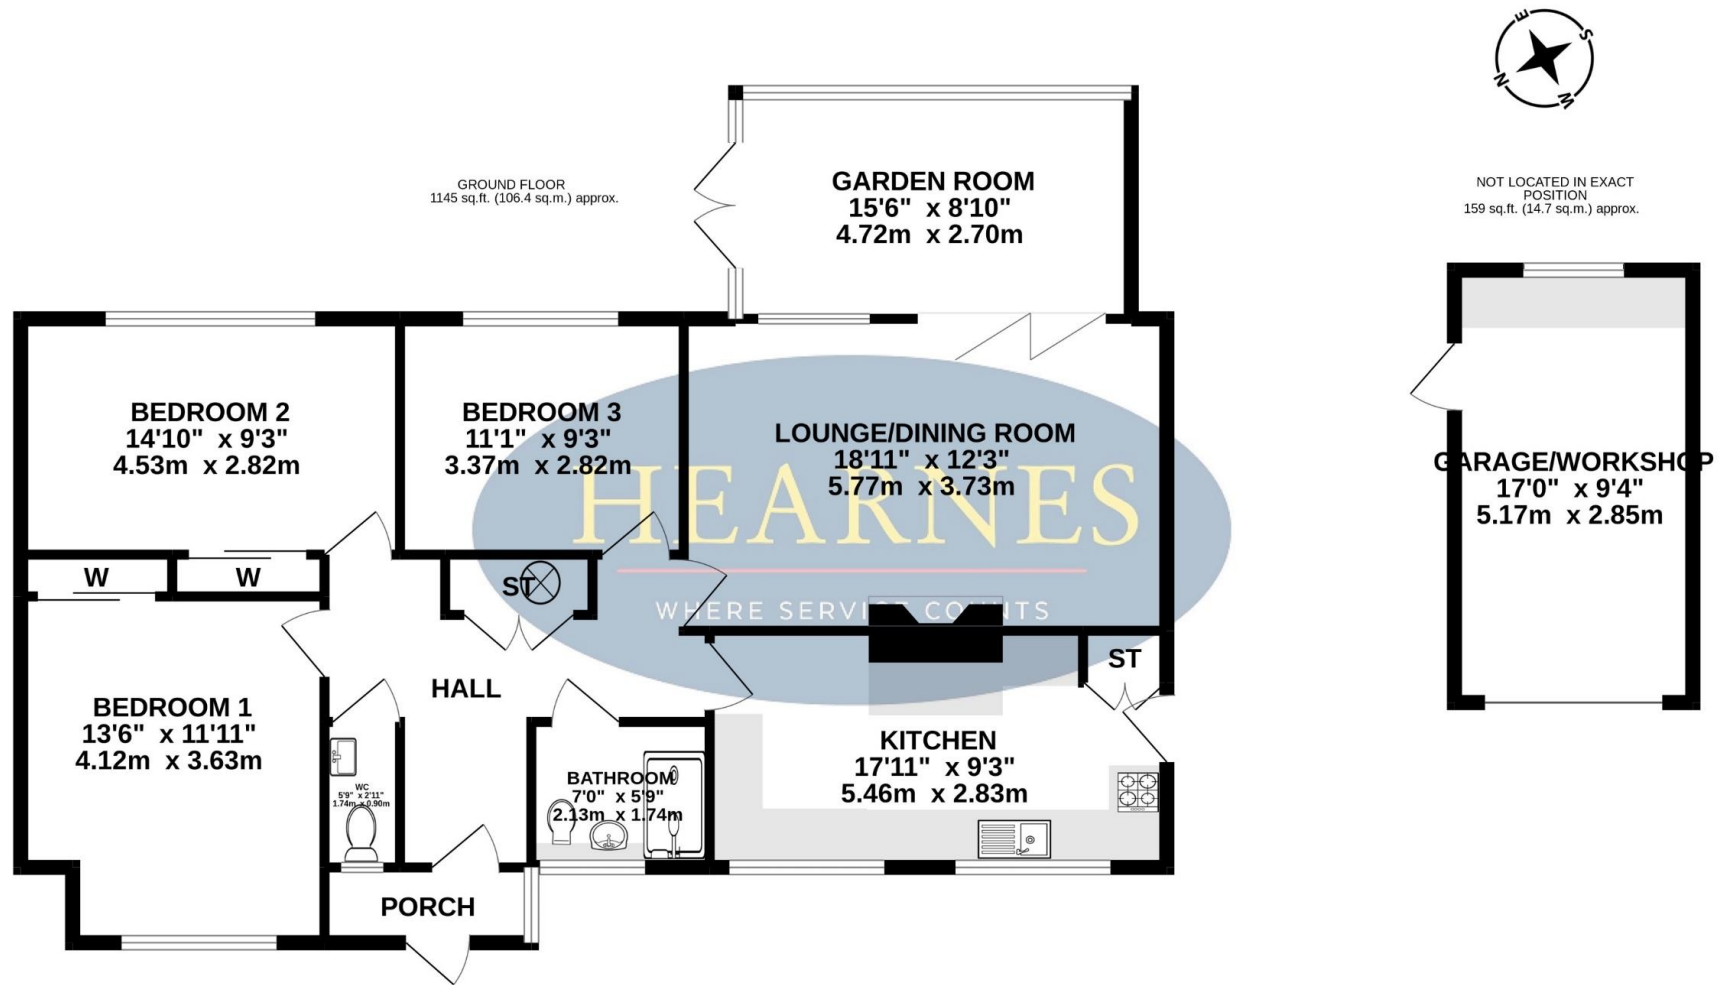 E
S
N
W
GROUND FLOOR
1145 sq.ft. (106.4 sq.m.) approx.
NOT LOCATED IN EXACT
POSITION
159 sq.ft. (14.7 sq.m.) approx.
GARDEN ROOM
15'6" x 8'10"
4.72m x 2.70m
BEDROOM 2
14'10" x 9'3"
4.53m x 2.82m
BEDROOM 3
11'1" x 9'3"
3.37m x 2.82m
LOUNGE/DINING ROOM
18'11" x 12'3"
5.77m x 3.73m
GARAGE/WORKSHOP
17'0" x 9'4"
5.17m x 2.85m
HEARNES
WHERE SERVICE COUNTS
W
W
ST
ST
HALL
BEDROOM 1
13'6" x 11'11"
4.12m x 3.63m
KITCHEN
17'11" x 9'3"
5.46m x 2.83m
WC
5'9" x 2'11"
1.74m x 0.90m
BATHROOM
7'0" x 5'9"
2.13m x 1.74m
PORCH